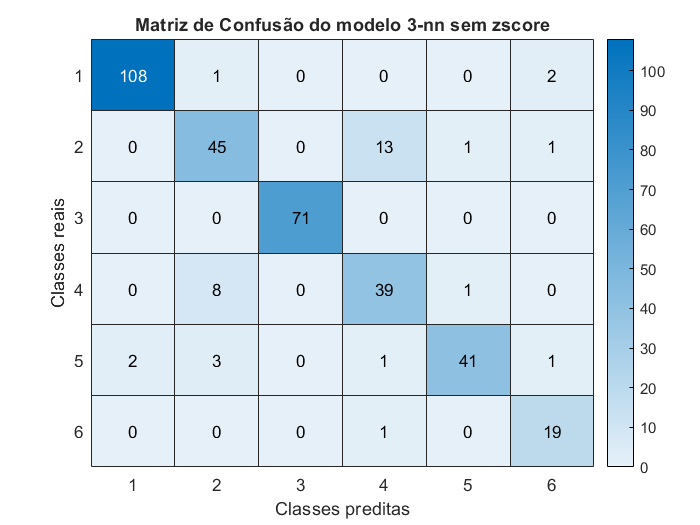 Matriz de Confusão do modelo 3-nn sem zscore
1 108 1 0 0 0 2
2 0 45 0 13 1 1
3 0 0 71 0 0 0
4 0 8 0 39 1 0
5 2 3 0 1 41 1
6 0 0 0 1 0 19
1 2 3 4 5 6
Classes preditas
Classes reais
100
90
80
70
60
50
40
30
20
10
0